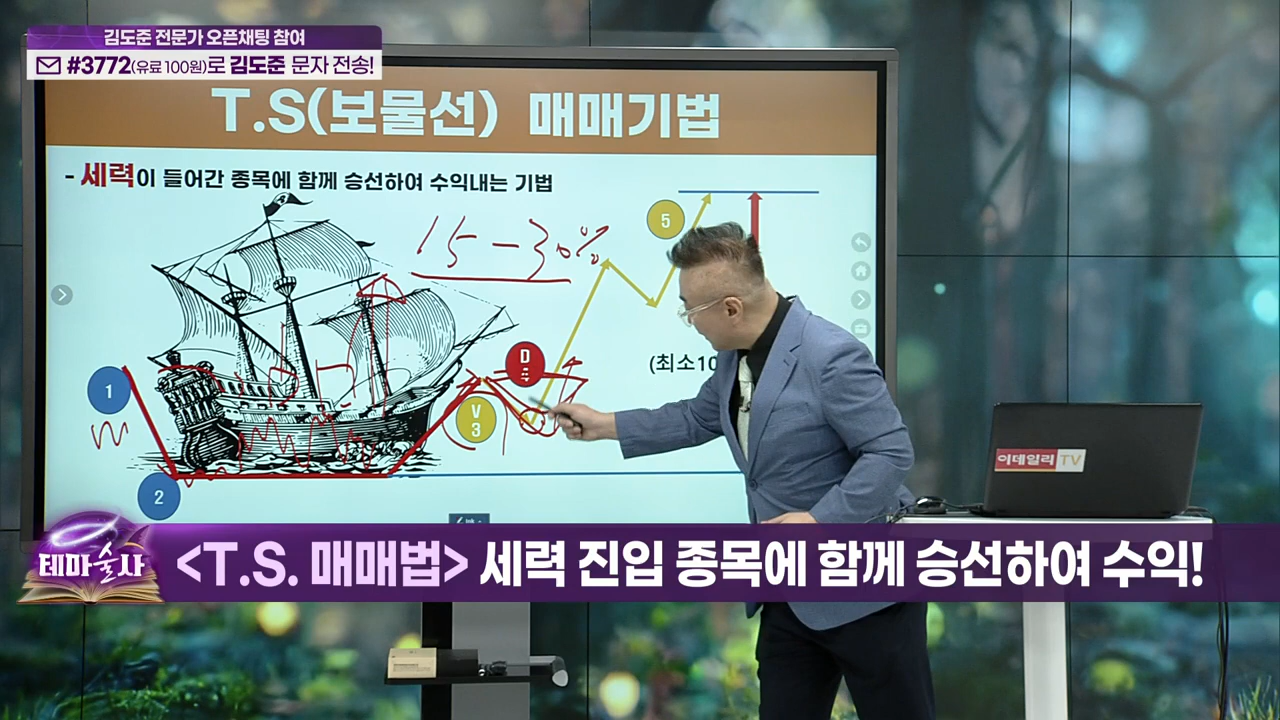 김도준 전문가 오픈채팅 참여
#3772(유료 100원)로 김도준 문자 전송!
T.S(보물선) 매매기법
- 세력이 들어간 종목에 함께 승선하여 수익내는 기법
15 - 30%
5
1
D
V
3
(최소10
2
이데일리TV
테마술사
<T.S. 매매법> 세력 진입 종목에 함께 승선하여 수익!